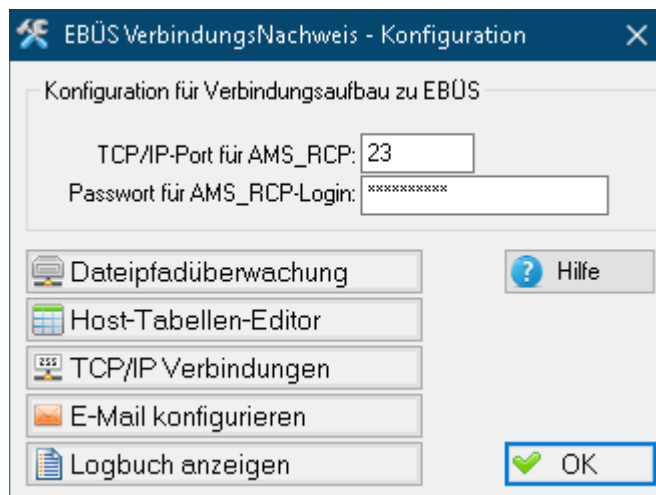 EBÜS VerbindungsNachweis - Konfiguration
Konfiguration für Verbindungsaufbau zu EBÜS
TCP/IP-Port für AMS_RCP: 23
Passwort für AMS_RCP-Login: **********
Dateipfadüberwachung
Hilfe
Host-Tabellen-Editor
255 TCP/IP Verbindungen
E-Mail konfigurieren
Logbuch anzeigen
OK